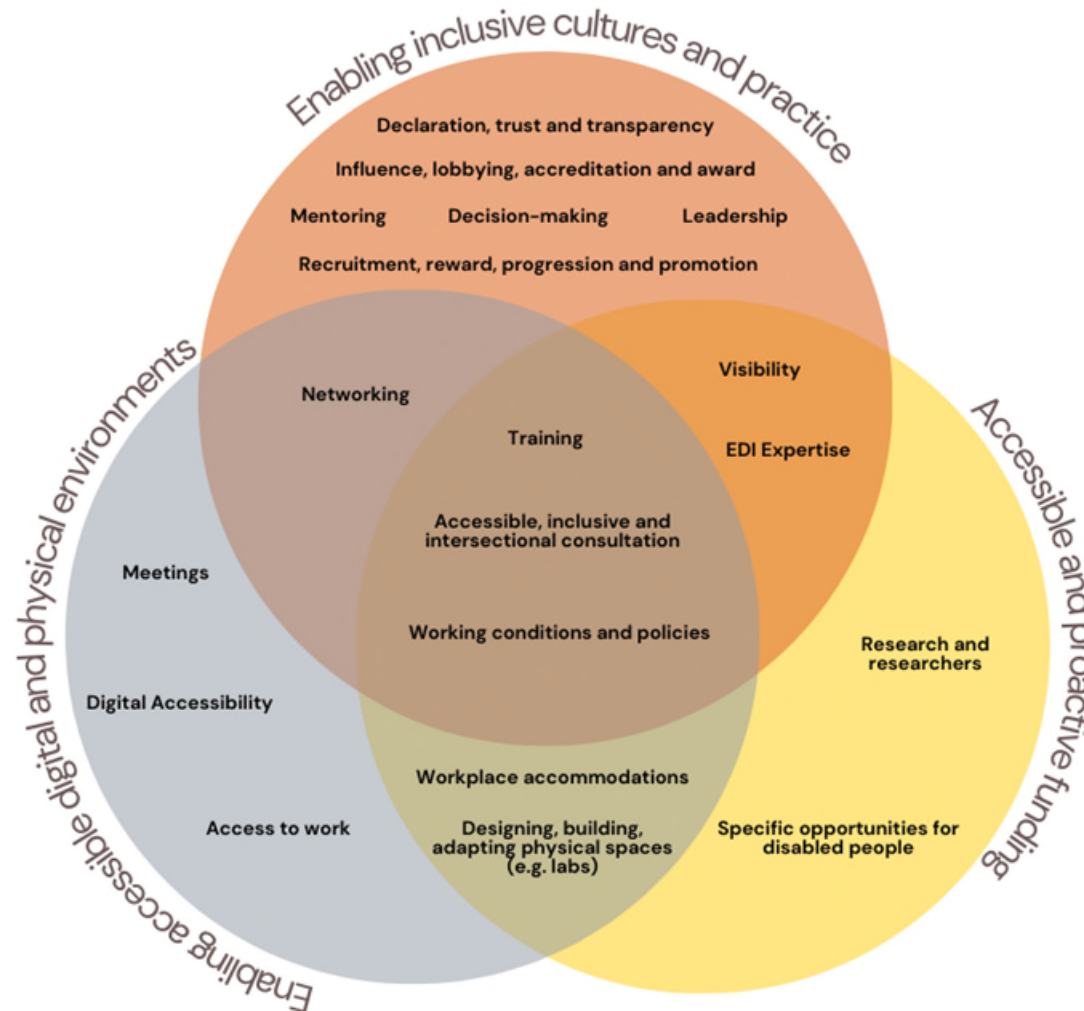 Enabling inclusive cultures and practice
Declaration, trust and transparency
Influence, lobbying, accreditation and award
Mentoring
Decision-making
Leadership
Recruitment, reward, progression and promotion
Enabling accessible digital and physical environments
Accessible and proactive funding
Networking
Visibility
Training
EDI Expertise
Accessible, inclusive and
intersectional consultation
Meetings
Working conditions and policies
Research and
researchers
Digital Accessibility
Workplace accommodations
Access to work
Designing, building,
adapting physical spaces
(e.g. labs)
Specific opportunities for
disabled people